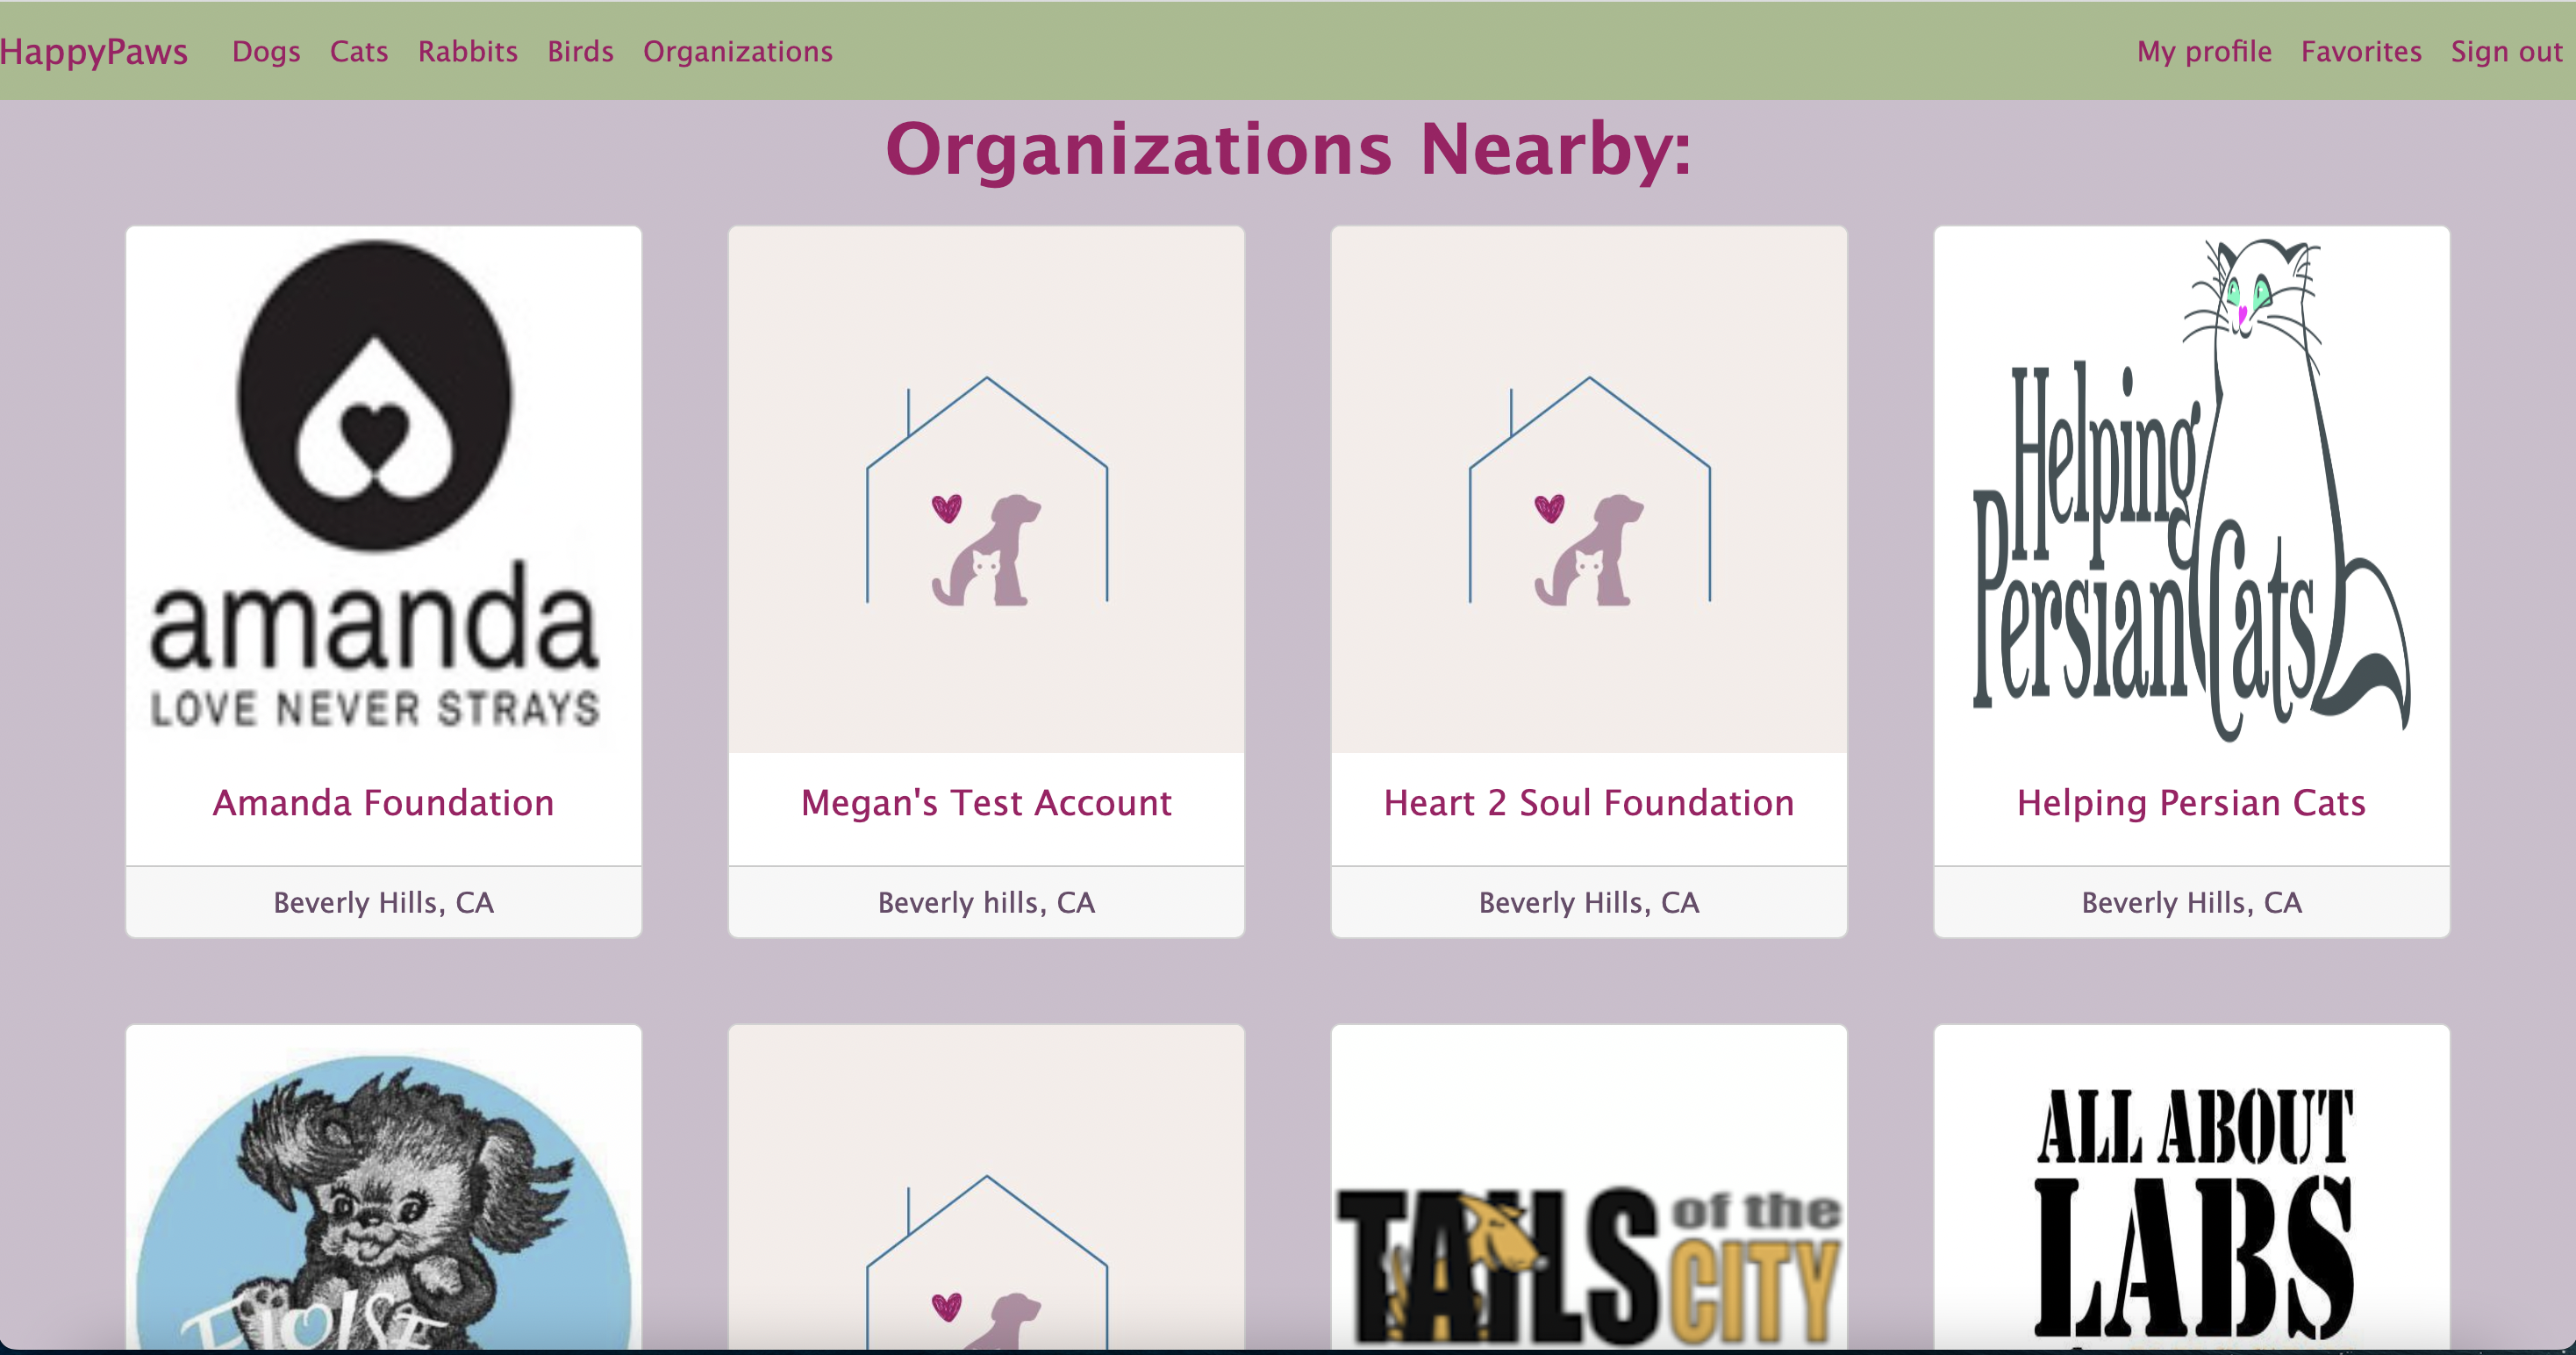 HappyPaws Dogs Cats Rabbits Birds Organizations My profile Favorites Sign out
Organizations Nearby:
amanda
LOVE NEVER STRAYS
Amanda Foundation
Beverly Hills, CA
Megan's Test Account
Beverly hills, CA
Heart 2 Soul Foundation
Beverly Hills, CA
Helping
Persian Cats
Helping Persian Cats
Beverly Hills, CA
TAILS of the
CITY
ALL ABOUT
LABS